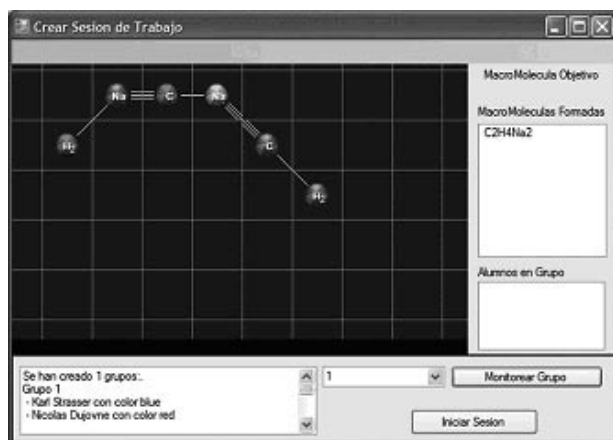 Crear Sesion de Trabajo
MacroMolecula Objetivo
MacroMoleculas Formadas
C2H4Na2
Na
C
Na
H2
C
H2
Alumnos en Grupo
Se han creado 1 grupos:.
Grupo 1
- Karl Strasser con color blue
- Nicolas Dujovne con color red
1
Monitorear Grupo
Iniciar Sesion